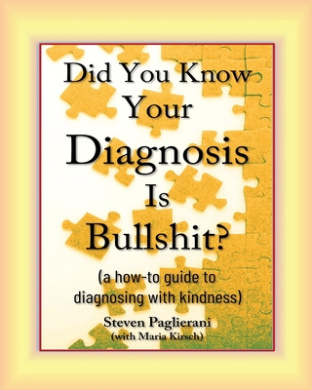 Did You Know
Your
Diagnosis
Is
Bullshit?
(a how-to guide to
diagnosing with kindness)
Steven Paglierani
(with Maria Kirsch)